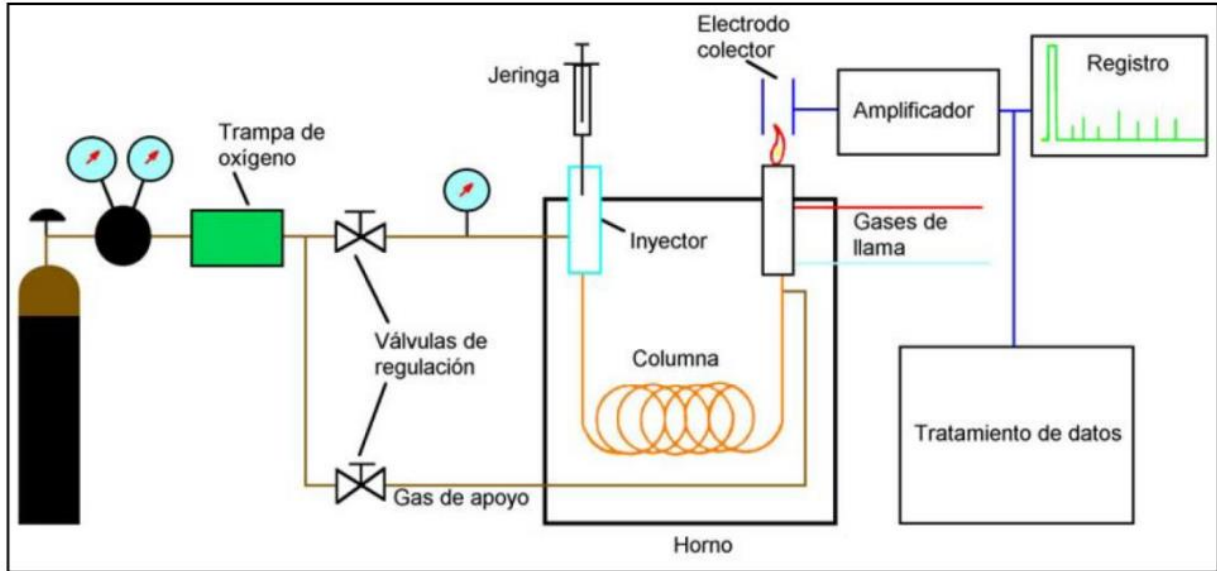 Electrodo
colector
Jeringa
Registro
Amplificador
Trampa de
oxígeno
Inyector
Gases de
llama
Válvulas de
regulación
Columna
Tratamiento de datos
Gas de apoyo
Horno